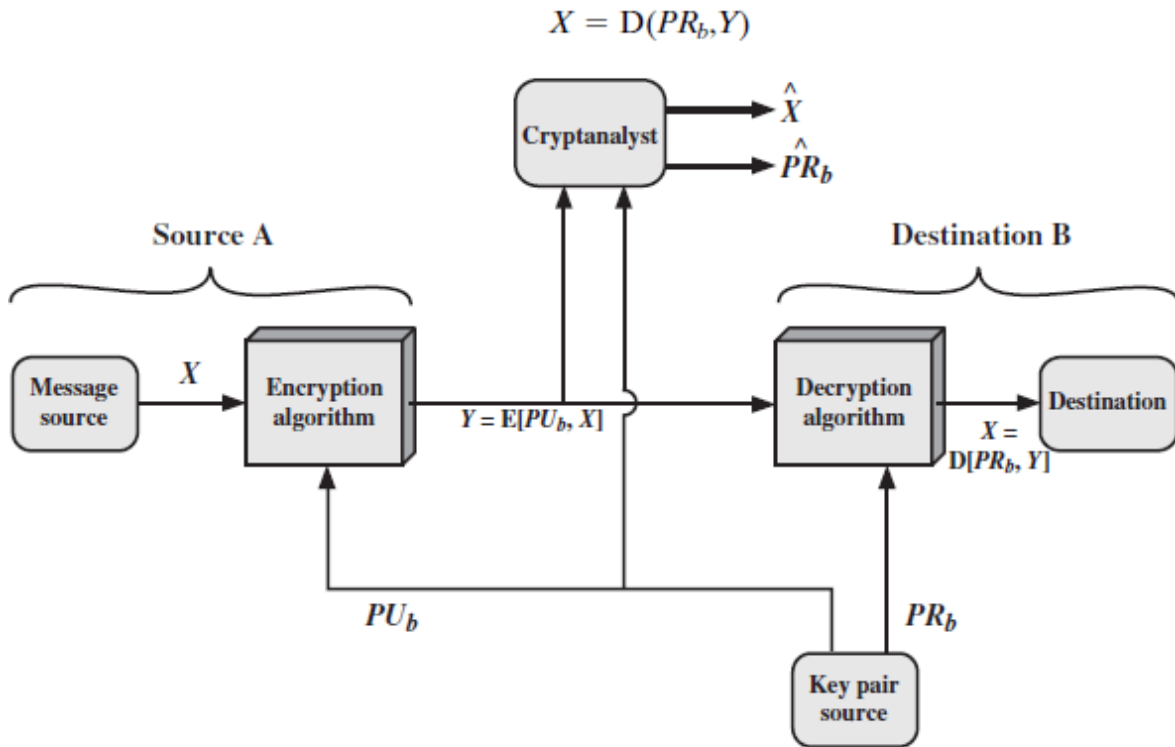 X = D(PR_b,Y)
Cryptanalyst
X̂
P̂R_b
Source A
Destination B
Message
source
X
Encryption
algorithm
Y = E[PU_b, X]
Decryption
algorithm
X =
D[PR_b, Y]
Destination
PU_b
PR_b
Key pair
source